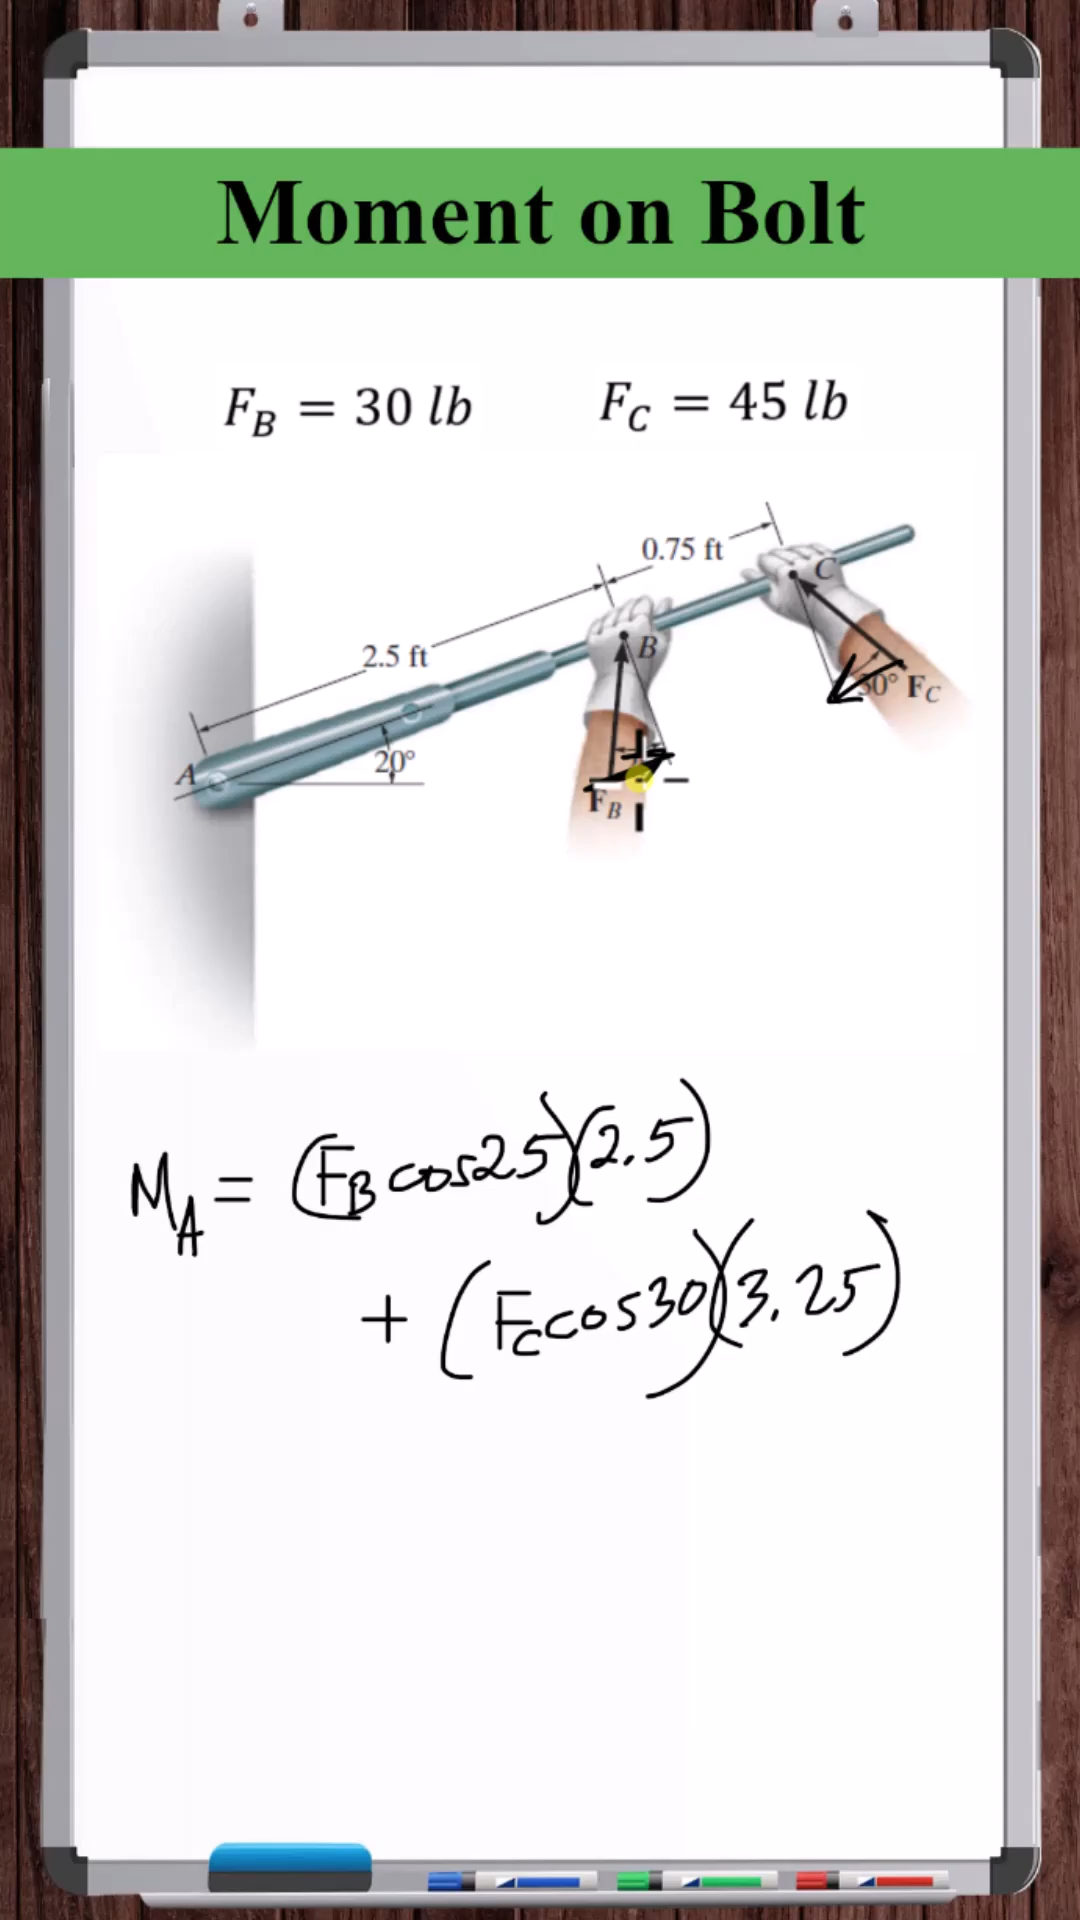 Moment on Bolt
F_B = 30 lb
F_C = 45 lb
0.75 ft
C
2.5 ft
B
30° F_C
A
20°
F_B
M_A = (F_B cos25)(2.5)
+ (F_C cos30)(3.25)